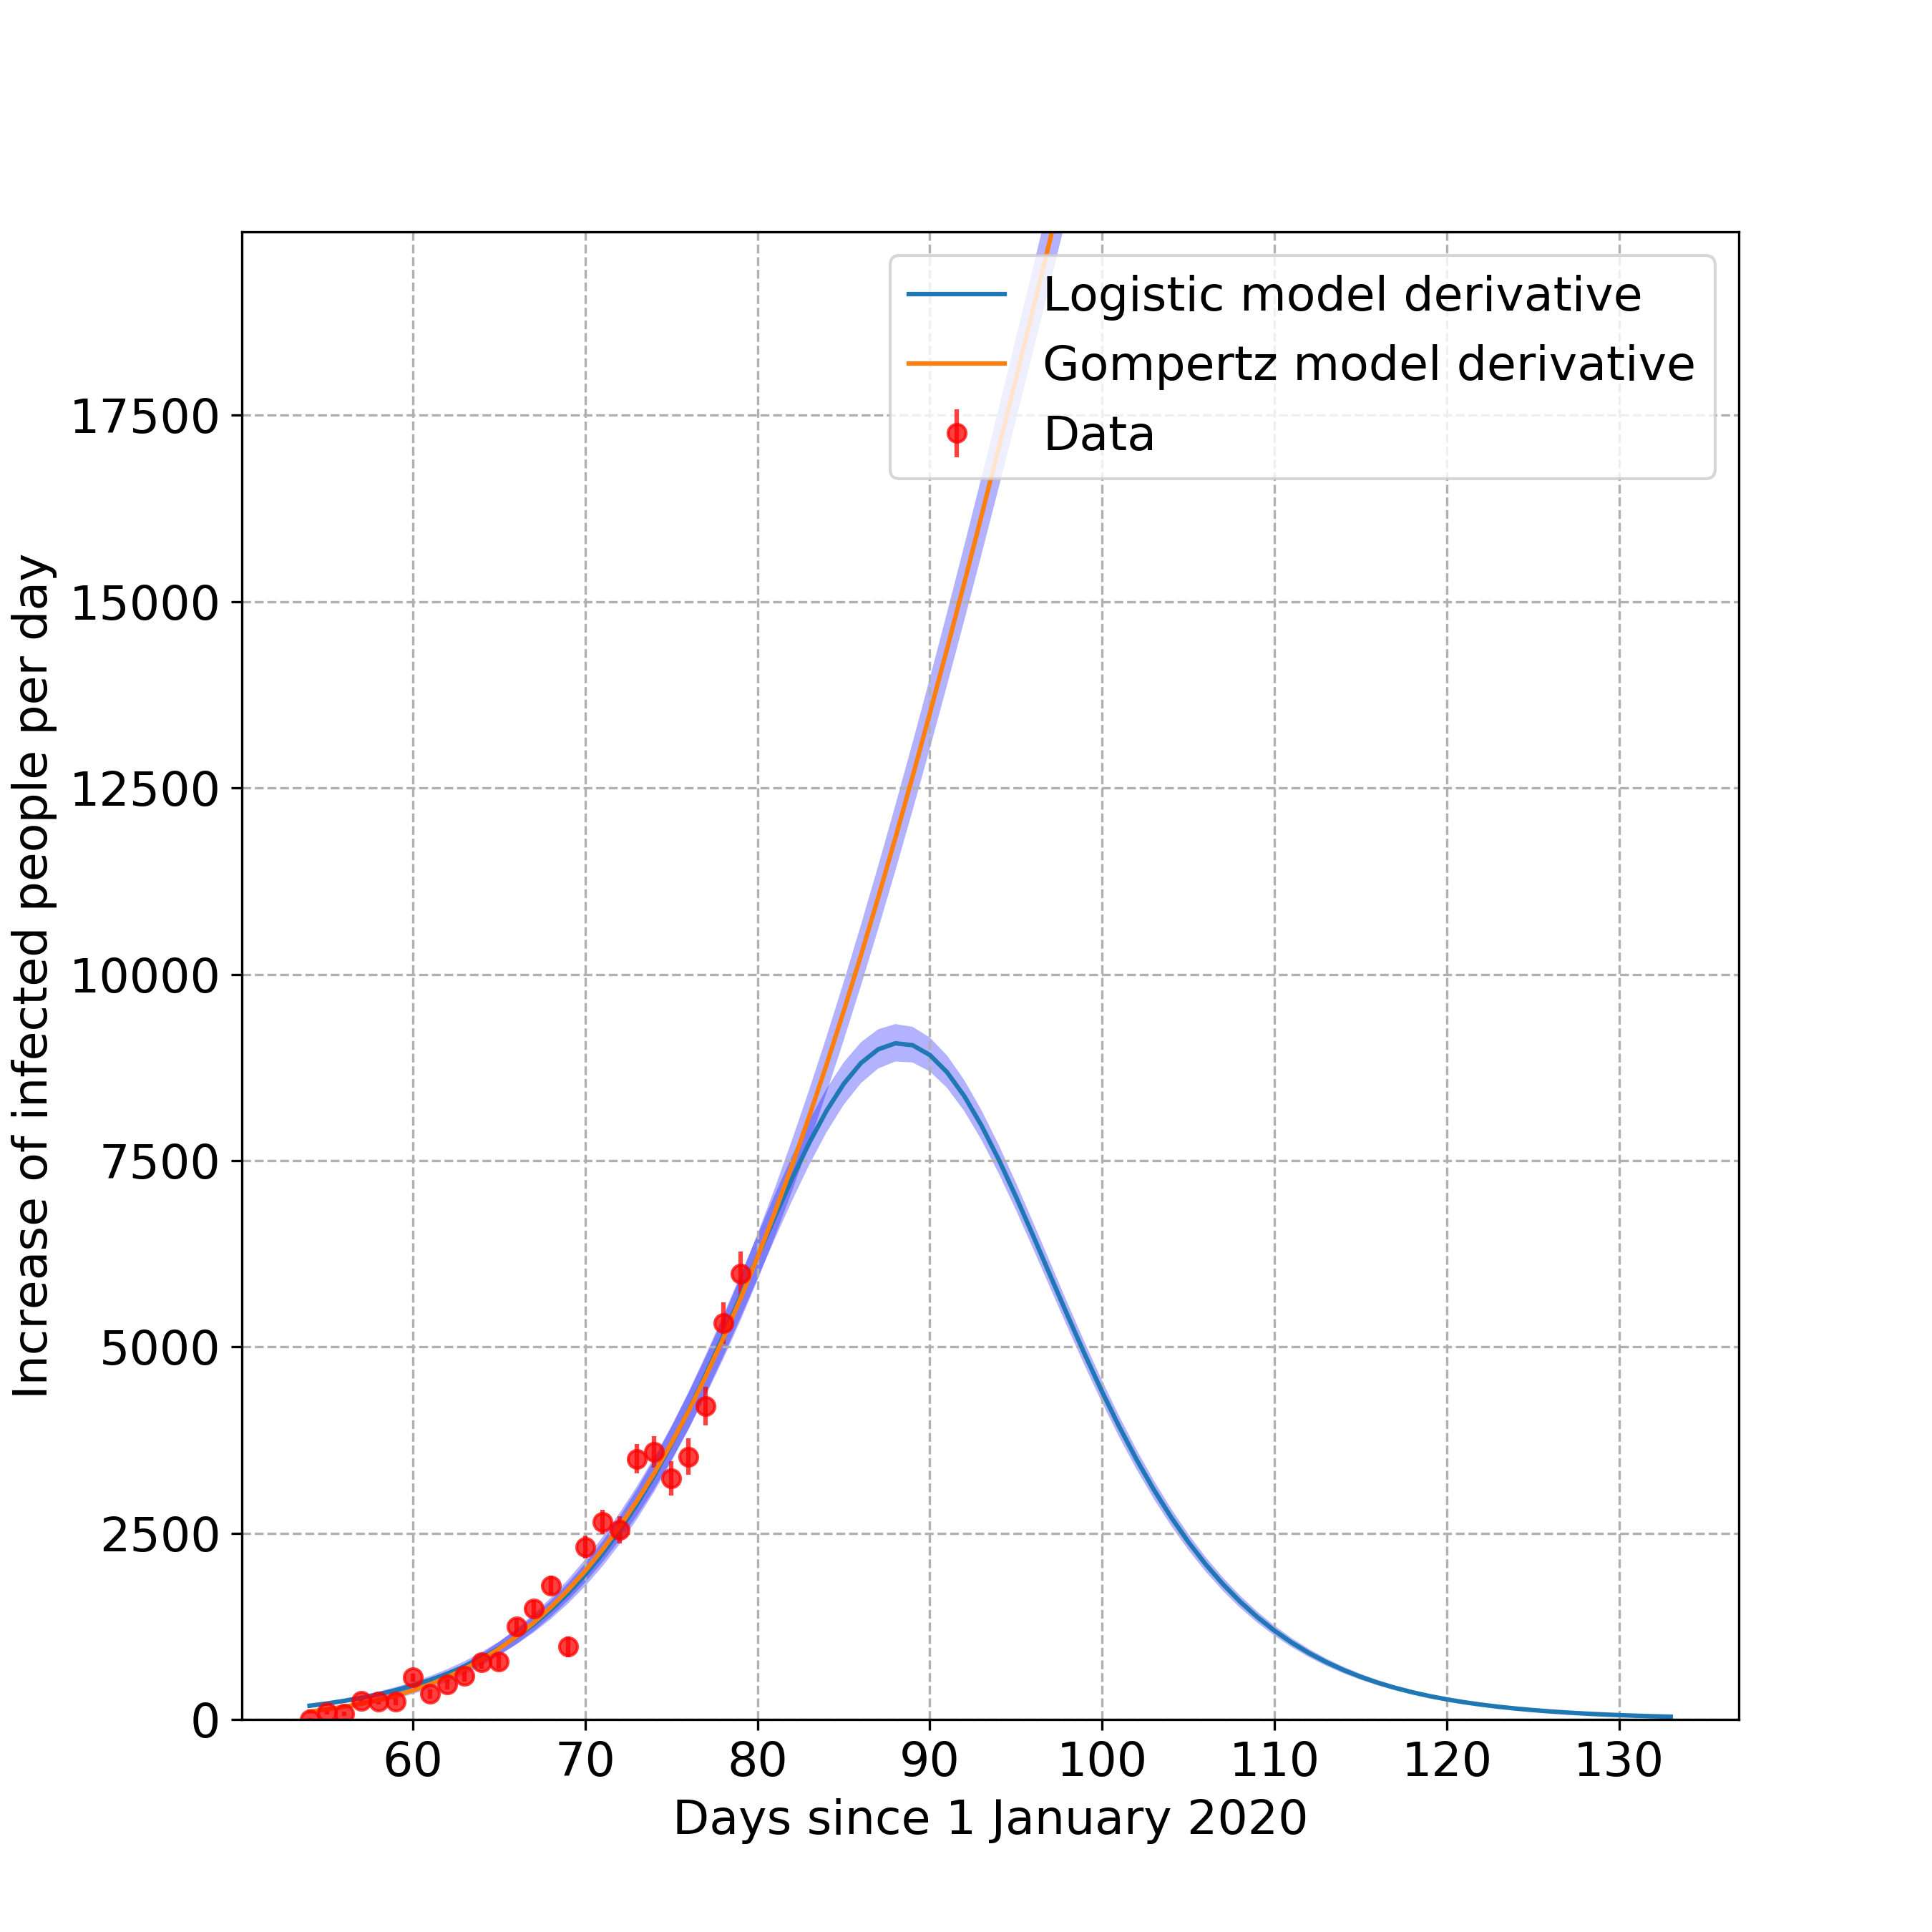 Logistic model derivative
Gompertz model derivative
Data
17500
15000
12500
10000
7500
5000
2500
0
Increase of infected people per day
60 70 80 90 100 110 120 130
Days since 1 January 2020